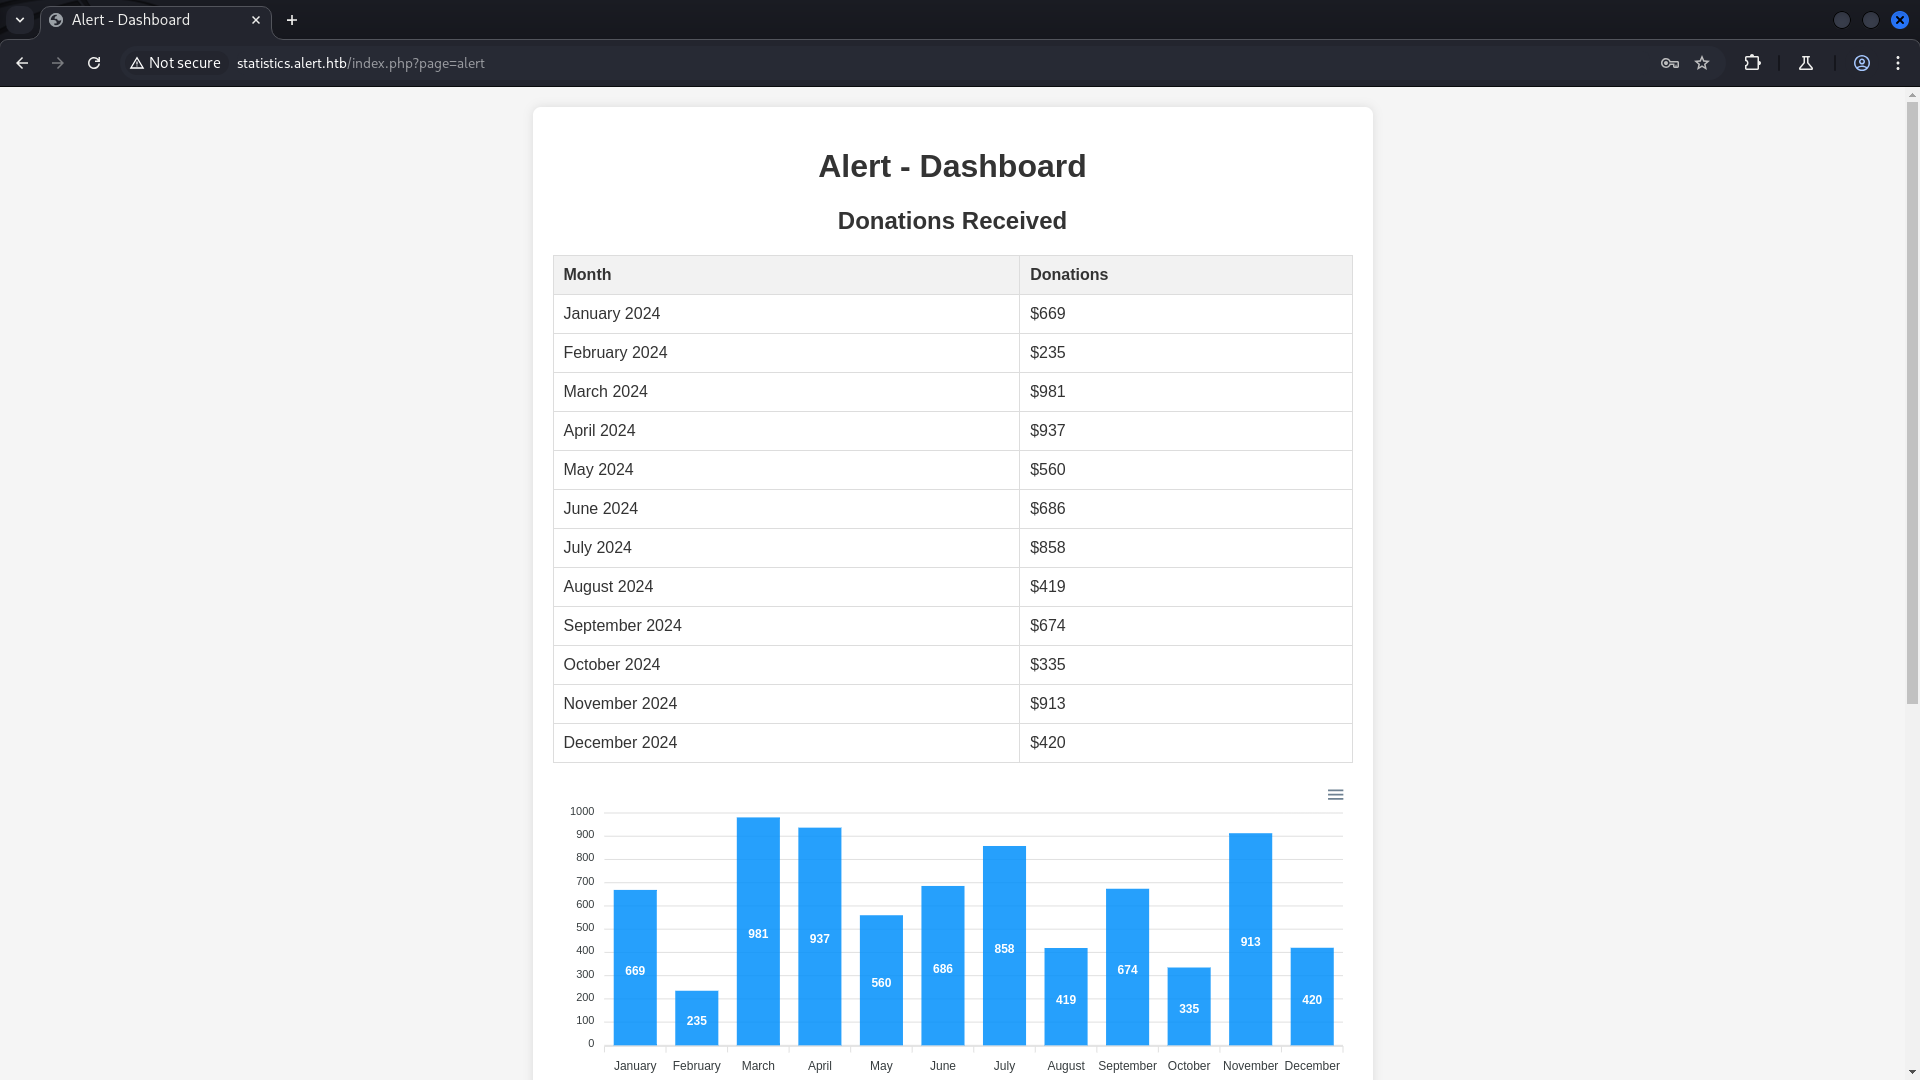 Alert - Dashboard
Not secure
statistics.alert.htb/index.php?page=alert
Alert - Dashboard
Donations Received
Month Donations
January 2024 $669
February 2024 $235
March 2024 $981
April 2024 $937
May 2024 $560
June 2024 $686
July 2024 $858
August 2024 $419
September 2024 $674
October 2024 $335
November 2024 $913
December 2024 $420
1000
900
800
700
600
500
400
300
200
100
0
669 235 981 937 560 686 858 419 674 335 913 420
January February March April May June July August September October November December